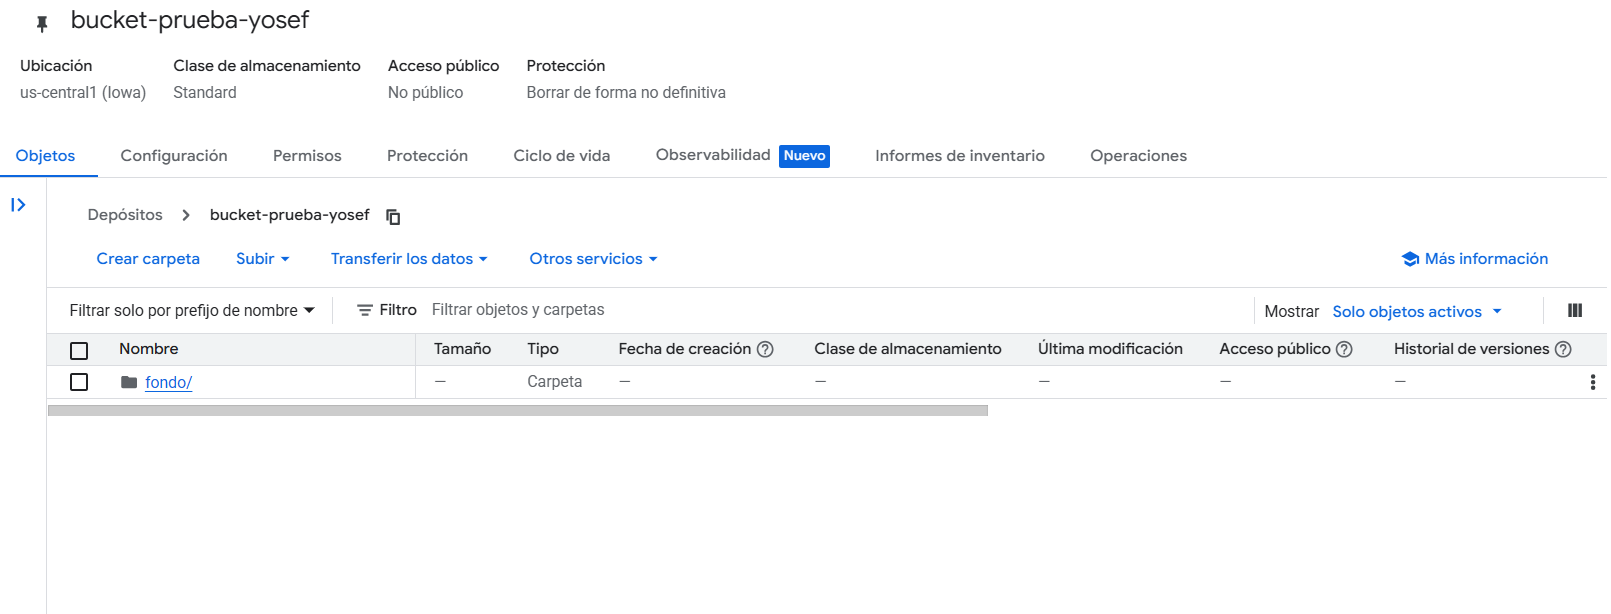 bucket-prueba-yosef
Ubicación Clase de almacenamiento Acceso público Protección
us-central1 (Iowa) Standard No público Borrar de forma no definitiva
Objetos Configuración Permisos Protección Ciclo de vida Observabilidad Nuevo Informes de inventario Operaciones
Depósitos bucket-prueba-yosef
Crear carpeta Subir Transferir los datos Otros servicios Más información
Filtrar solo por prefijo de nombre Filtro Filtrar objetos y carpetas Mostrar Solo objetos activos
Nombre Tamaño Tipo Fecha de creación Clase de almacenamiento Última modificación Acceso público Historial de versiones
fondo/ — Carpeta — — — — —